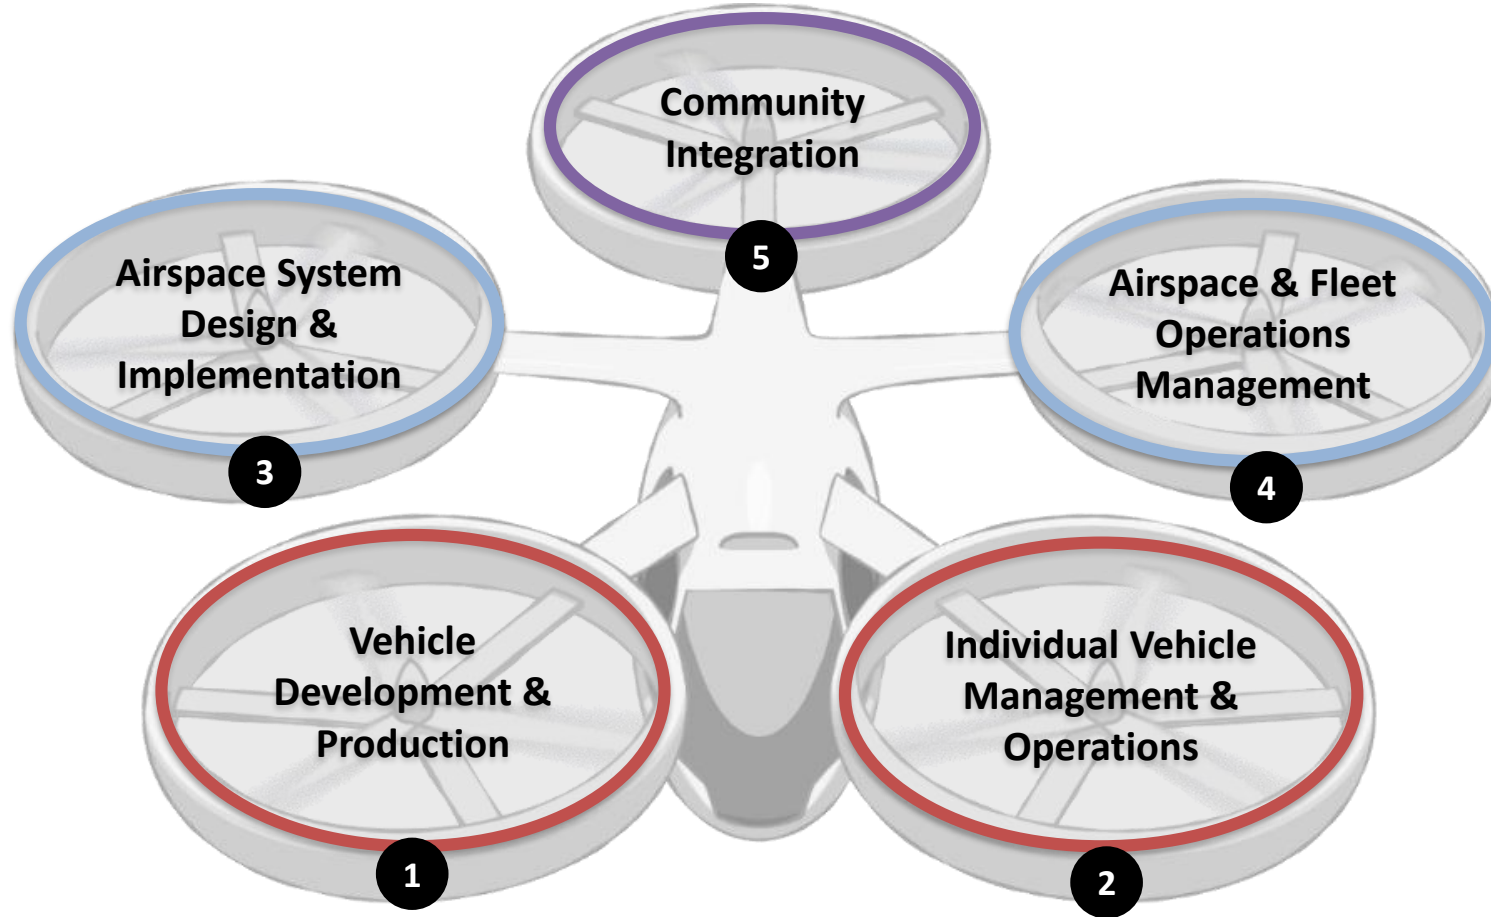 Community
Integration
5
Airspace System
Design &
Implementation
3
Airspace & Fleet
Operations
Management
4
Vehicle
Development &
Production
1
Individual Vehicle
Management &
Operations
2